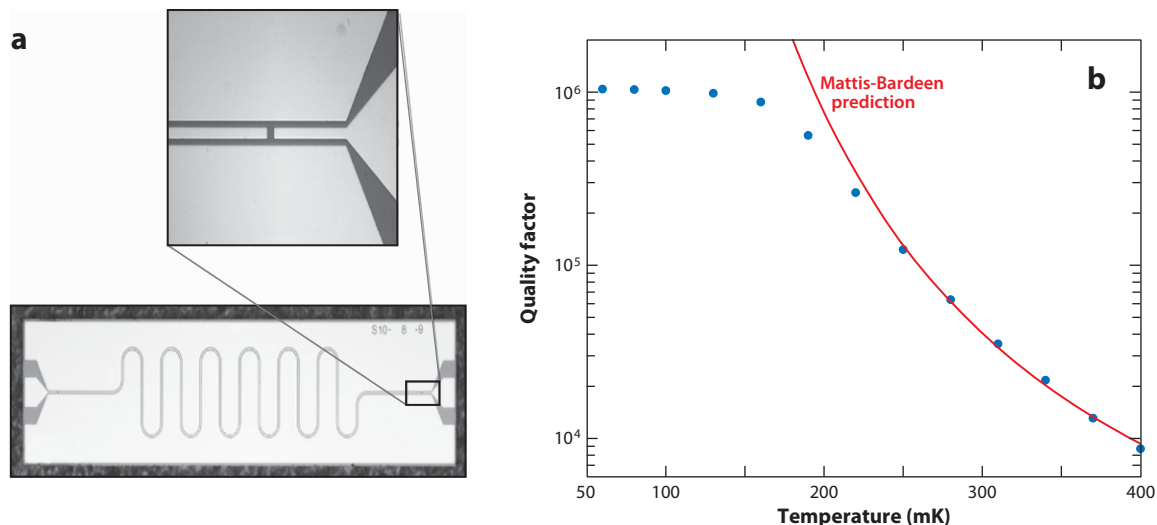 a
S10- 8 -9
b
Mattis-Bardeen
prediction
10⁶
10⁵
10⁴
Quality factor
50 100 200 300 400
Temperature (mK)